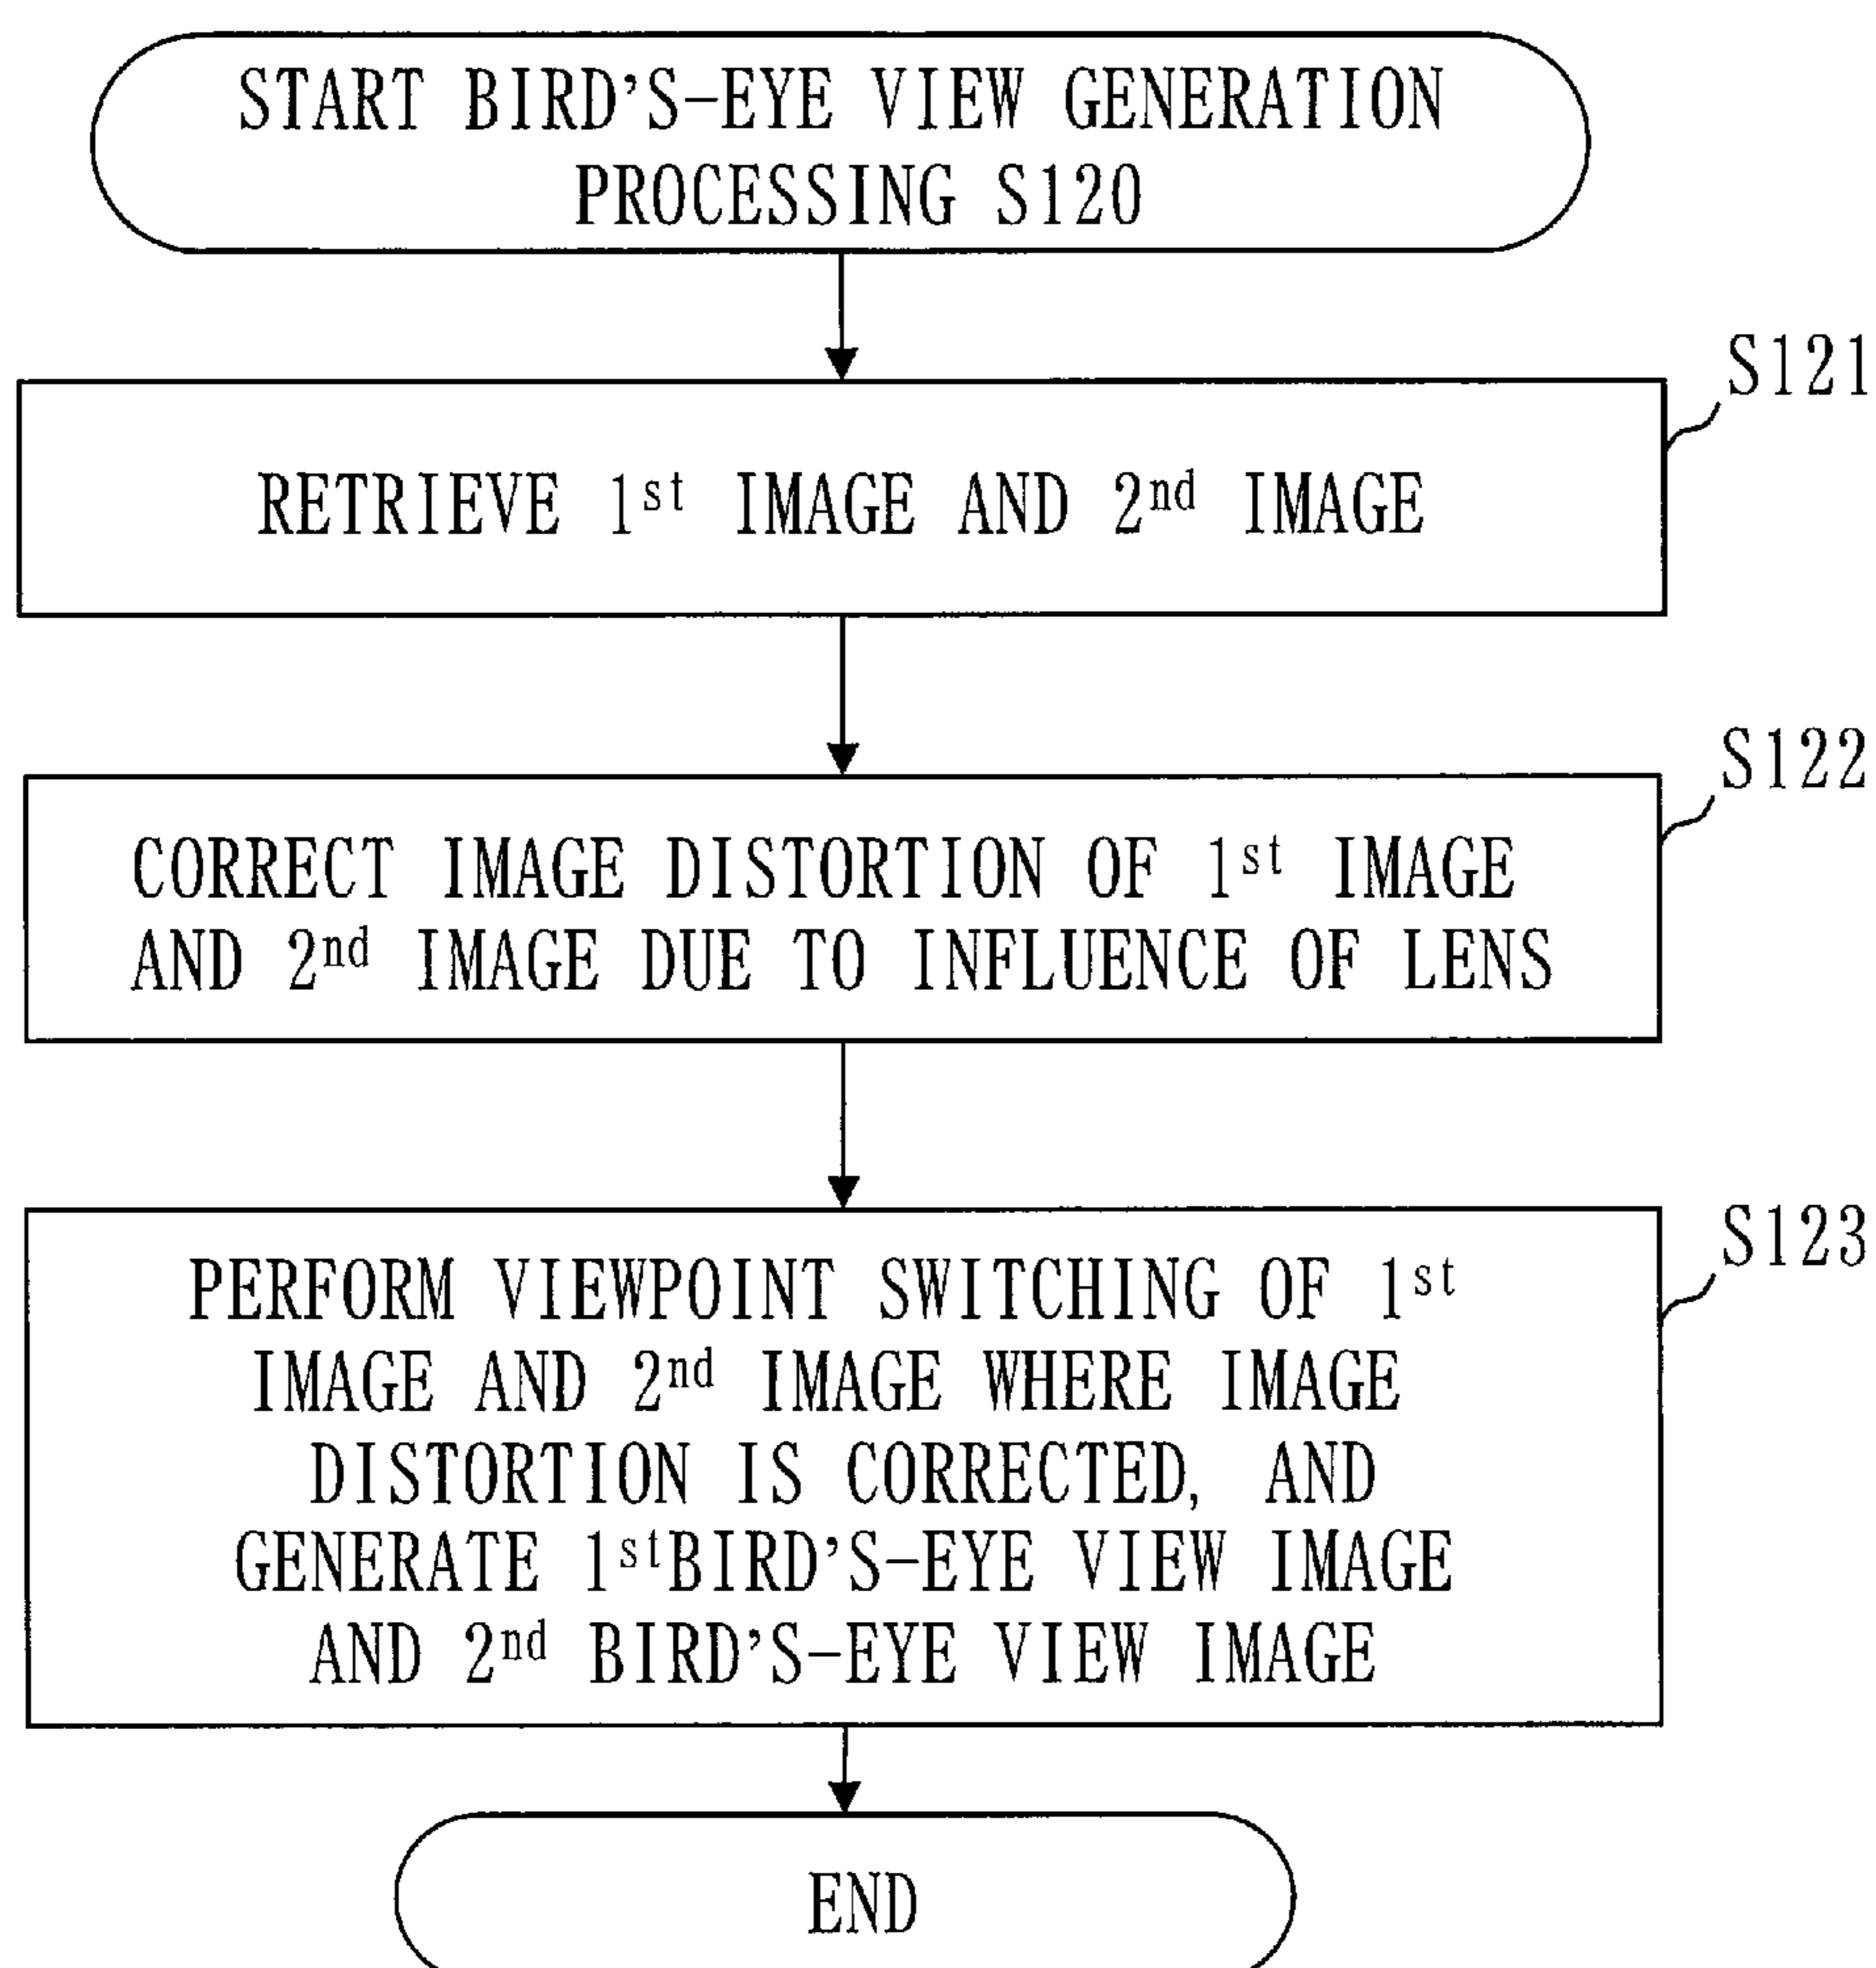 START BIRD'S-EYE VIEW GENERATION
PROCESSING S120
S121
RETRIEVE 1st IMAGE AND 2nd IMAGE
S122
CORRECT IMAGE DISTORTION OF 1st IMAGE
AND 2nd IMAGE DUE TO INFLUENCE OF LENS
S123
PERFORM VIEWPOINT SWITCHING OF 1st
IMAGE AND 2nd IMAGE WHERE IMAGE
DISTORTION IS CORRECTED, AND
GENERATE 1stBIRD'S-EYE VIEW IMAGE
AND 2nd BIRD'S-EYE VIEW IMAGE
END